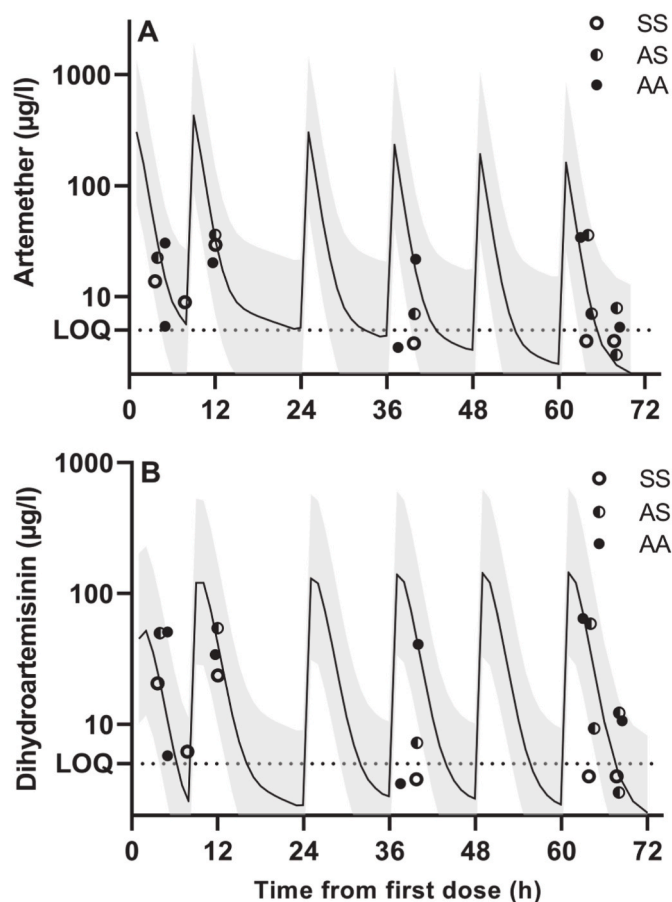 A
SS
AS
AA
Artemether (µg/l)
1000
100
10
LOQ
0 12 24 36 48 60 72
B
SS
AS
AA
Dihydroartemisinin (µg/l)
1000
100
10
LOQ
0 12 24 36 48 60 72
Time from first dose (h)